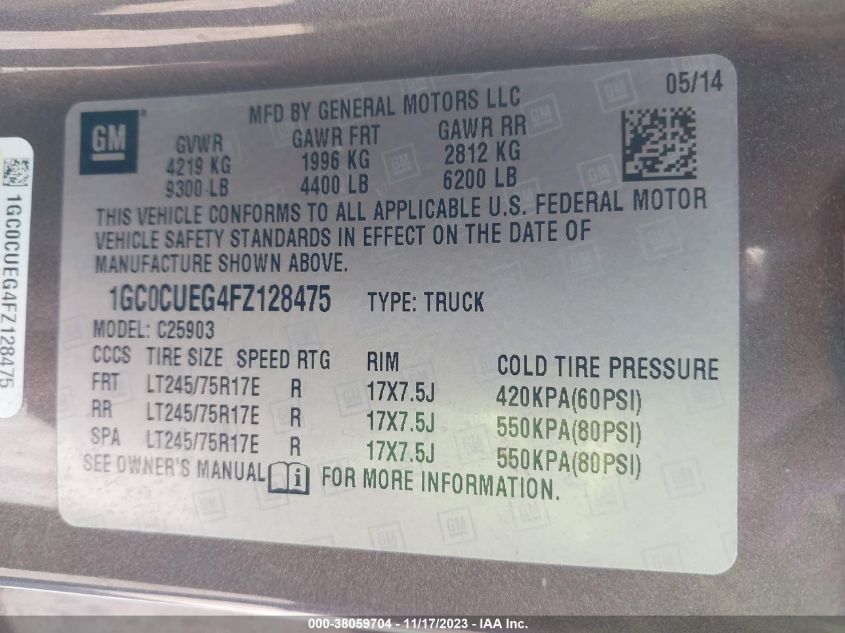 05/14
MFD BY GENERAL MOTORS LLC
GM
GVWR GAWR FRT GAWR RR
4219 KG 1996 KG 2812 KG
9300 LB 4400 LB 6200 LB
THIS VEHICLE CONFORMS TO ALL APPLICABLE U.S. FEDERAL MOTOR
VEHICLE SAFETY STANDARDS IN EFFECT ON THE DATE OF
MANUFACTURE SHOWN ABOVE.
1GC0CUEG4FZ128475 TYPE: TRUCK
MODEL: C25903
CCCS TIRE SIZE SPEED RTG RIM COLD TIRE PRESSURE
FRT LT245/75R17E R 17X7.5J 420KPA(60PSI)
RR LT245/75R17E R 17X7.5J 550KPA(80PSI)
SPA LT245/75R17E R 17X7.5J 550KPA(80PSI)
SEE OWNER'S MANUAL i FOR MORE INFORMATION.
1GC0CUEG4FZ128475
000-38059704 - 11/17/2023 - IAA Inc.